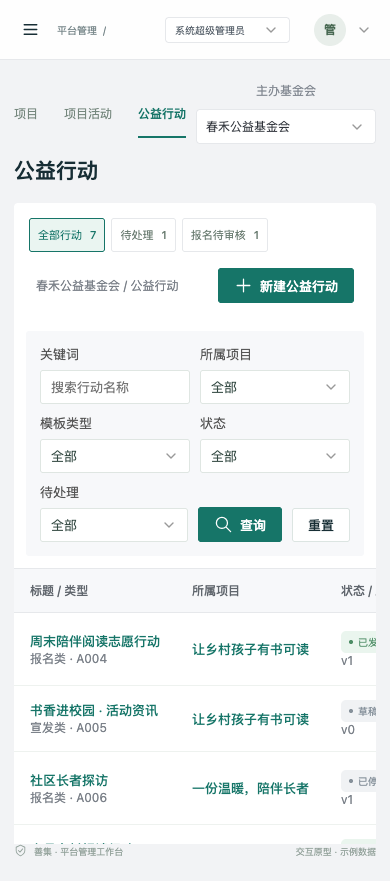 平台管理 /
系统超级管理员
管
主办基金会
项目 项目活动 公益行动
春禾公益基金会
公益行动
全部行动 7 待处理 1 报名待审核 1
春禾公益基金会 / 公益行动
新建公益行动
关键词 所属项目
搜索行动名称 全部
模板类型 状态
全部 全部
待处理
全部 查询 重置
标题 / 类型 所属项目 状态 /
周末陪伴阅读志愿行动 让乡村孩子有书可读 已发
报名类 · A004 v1
书香进校园 · 活动资讯 让乡村孩子有书可读 草稿
宣发类 · A005 v0
社区长者探访 一份温暖，陪伴长者 已停
报名类 · A006 v1
善集 · 平台管理工作台 交互原型 · 示例数据